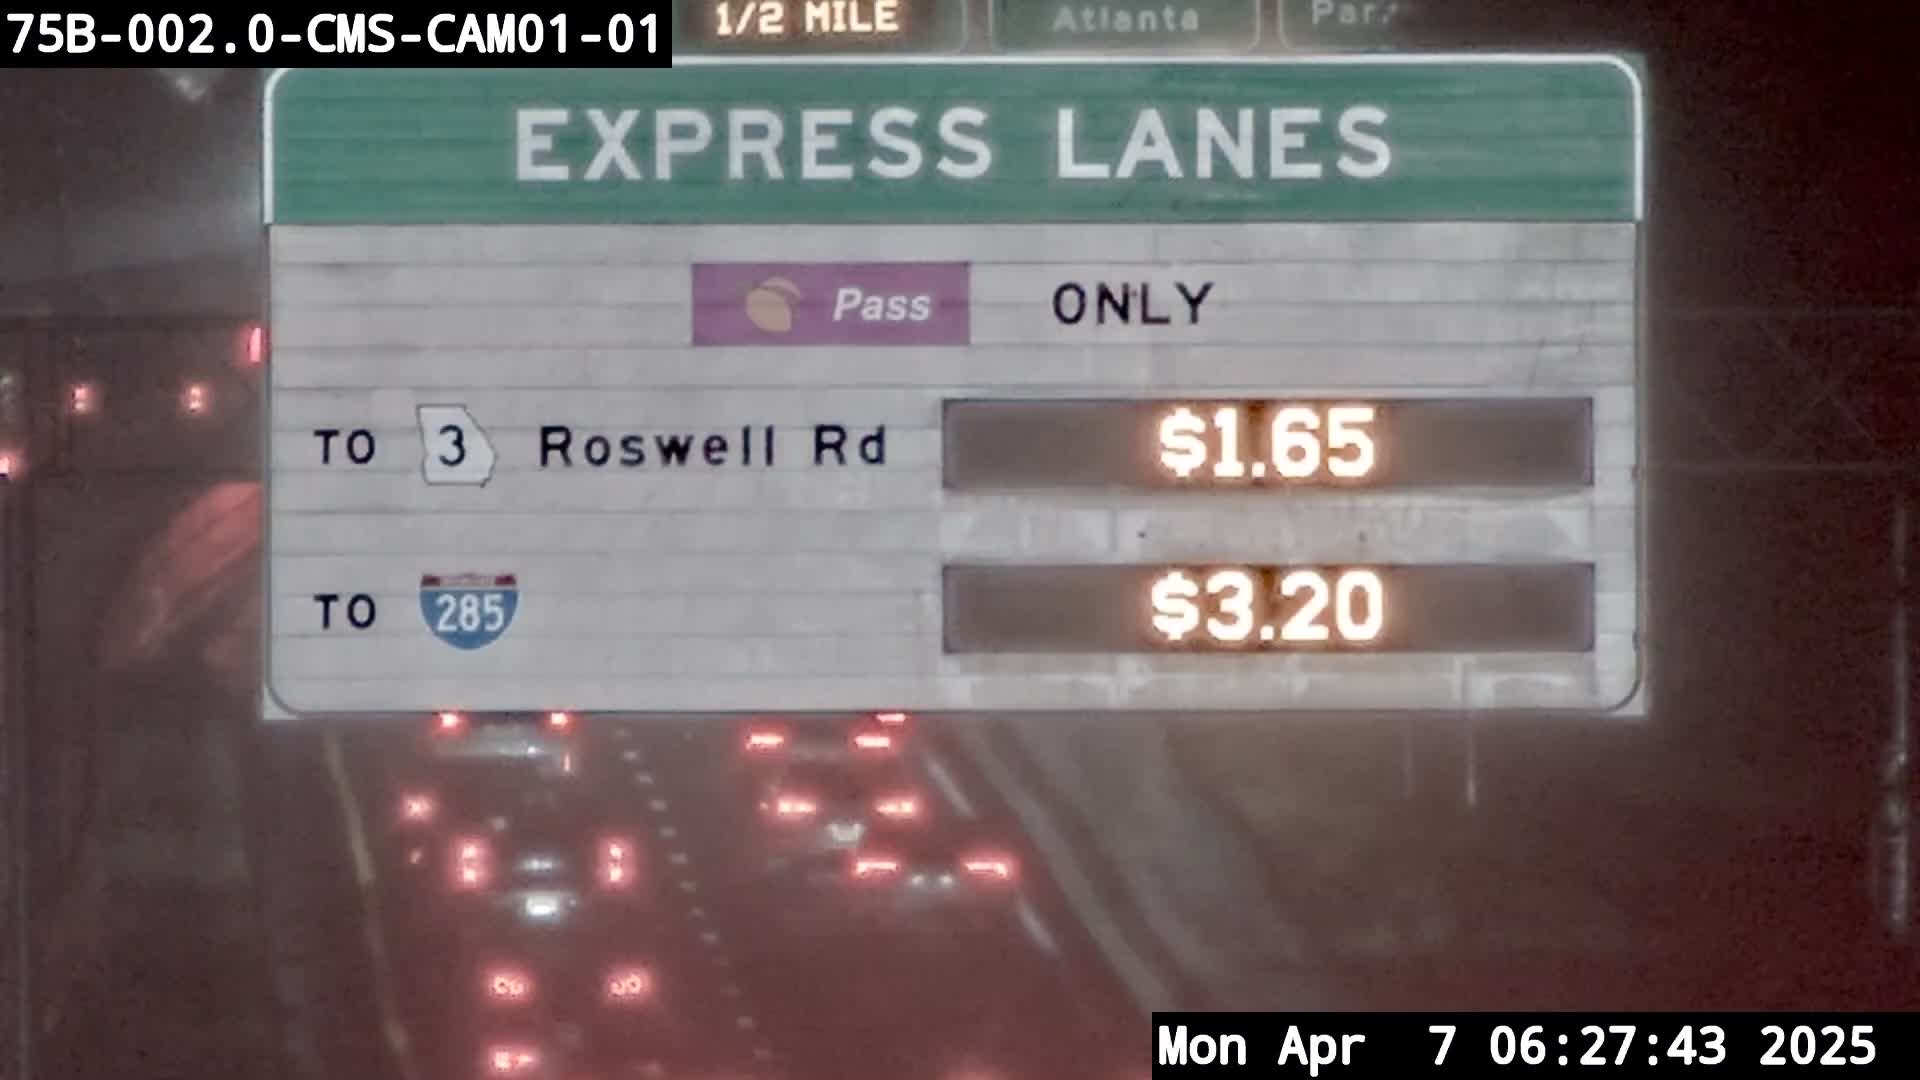 75B-002.0-CMS-CAM01-01
1/2 MILE
Atlanta
EXPRESS LANES
Pass ONLY
TO 3 Roswell Rd $1.65
TO 285 $3.20
Mon Apr 7 06:27:43 2025